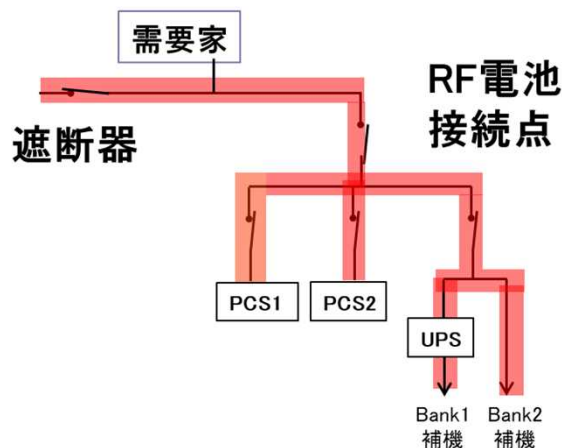 需要家
RF電池
接続点
遮断器
PCS1
PCS2
UPS
Bank1
補機
Bank2
補機